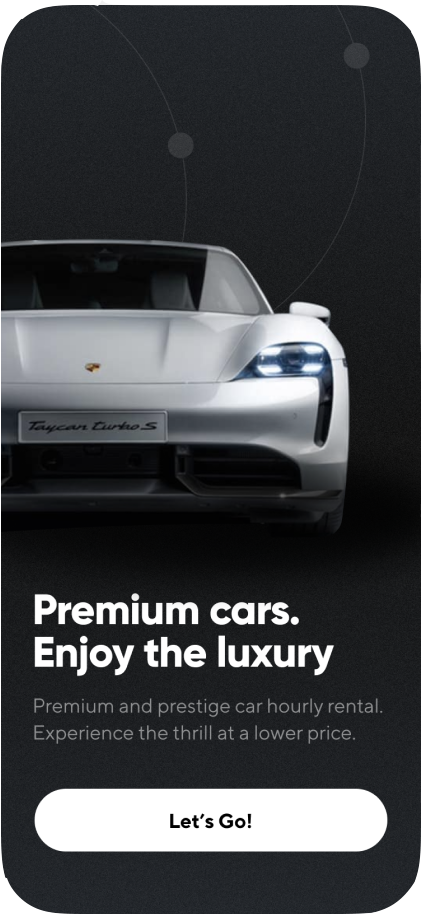 Taycan turbo S
Premium cars.
Enjoy the luxury
Premium and prestige car hourly rental.
Experience the thrill at a lower price.
Let’s Go!